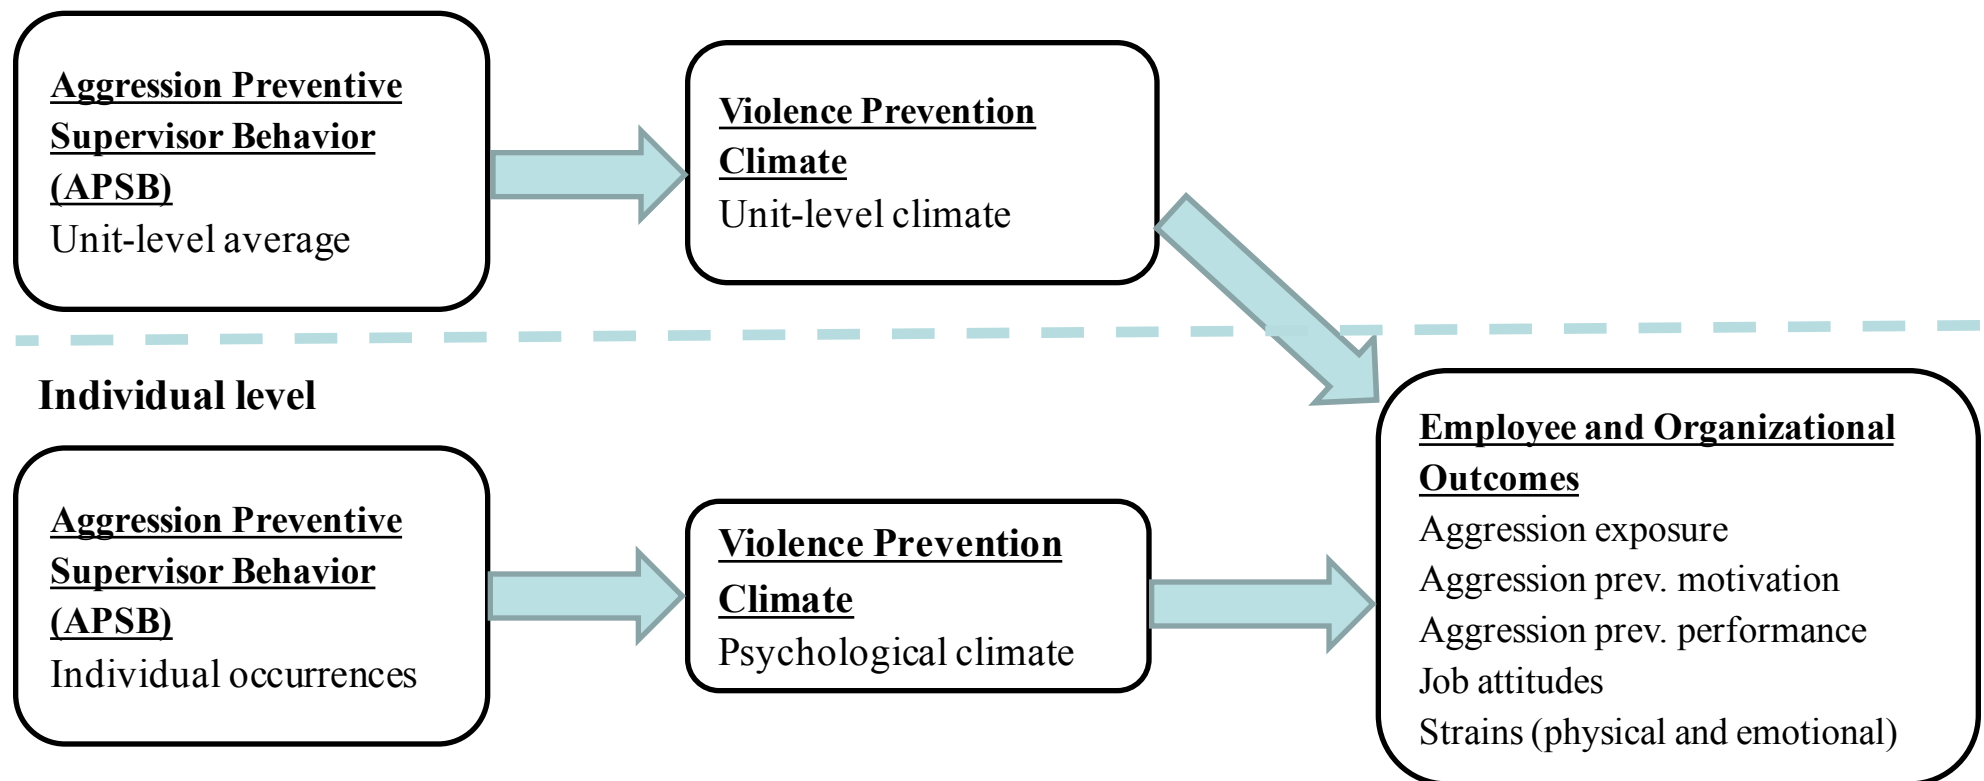 Aggression Preventive
Supervisor Behavior
(APSB)
Unit-level average
Violence Prevention
Climate
Unit-level climate
Individual level
Aggression Preventive
Supervisor Behavior
(APSB)
Individual occurrences
Violence Prevention
Climate
Psychological climate
Employee and Organizational
Outcomes
Aggression exposure
Aggression prev. motivation
Aggression prev. performance
Job attitudes
Strains (physical and emotional)